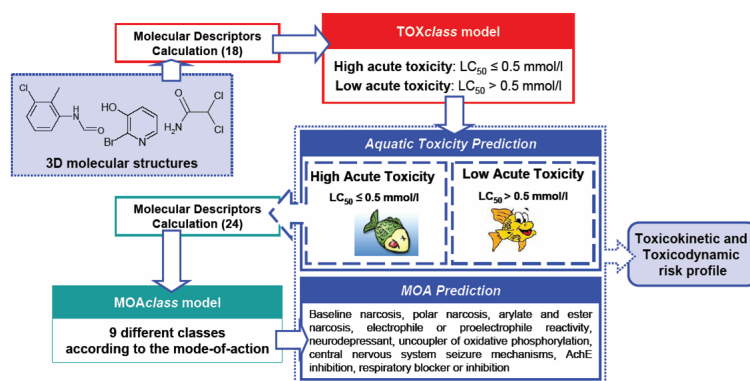 Molecular Descriptors
Calculation (18)
TOXclass model
High acute toxicity: LC50 ≤ 0.5 mmol/l
Low acute toxicity: LC50 > 0.5 mmol/l
Cl
HO
O
N
H
O
Br
N
H2N
Cl
Cl
3D molecular structures
Aquatic Toxicity Prediction
High Acute Toxicity
LC50 ≤ 0.5 mmol/l
Low Acute Toxicity
LC50 > 0.5 mmol/l
Molecular Descriptors
Calculation (24)
Toxicokinetic and
Toxicodynamic
risk profile
MOAclass model
9 different classes
according to the mode-of-action
MOA Prediction
Baseline narcosis, polar narcosis, arylate and ester
narcosis, electrophile or proelectrophile reactivity,
neurodepressant, uncoupler of oxidative phosphorylation,
central nervous system seizure mechanisms, AchE
inhibition, respiratory blocker or inhibition